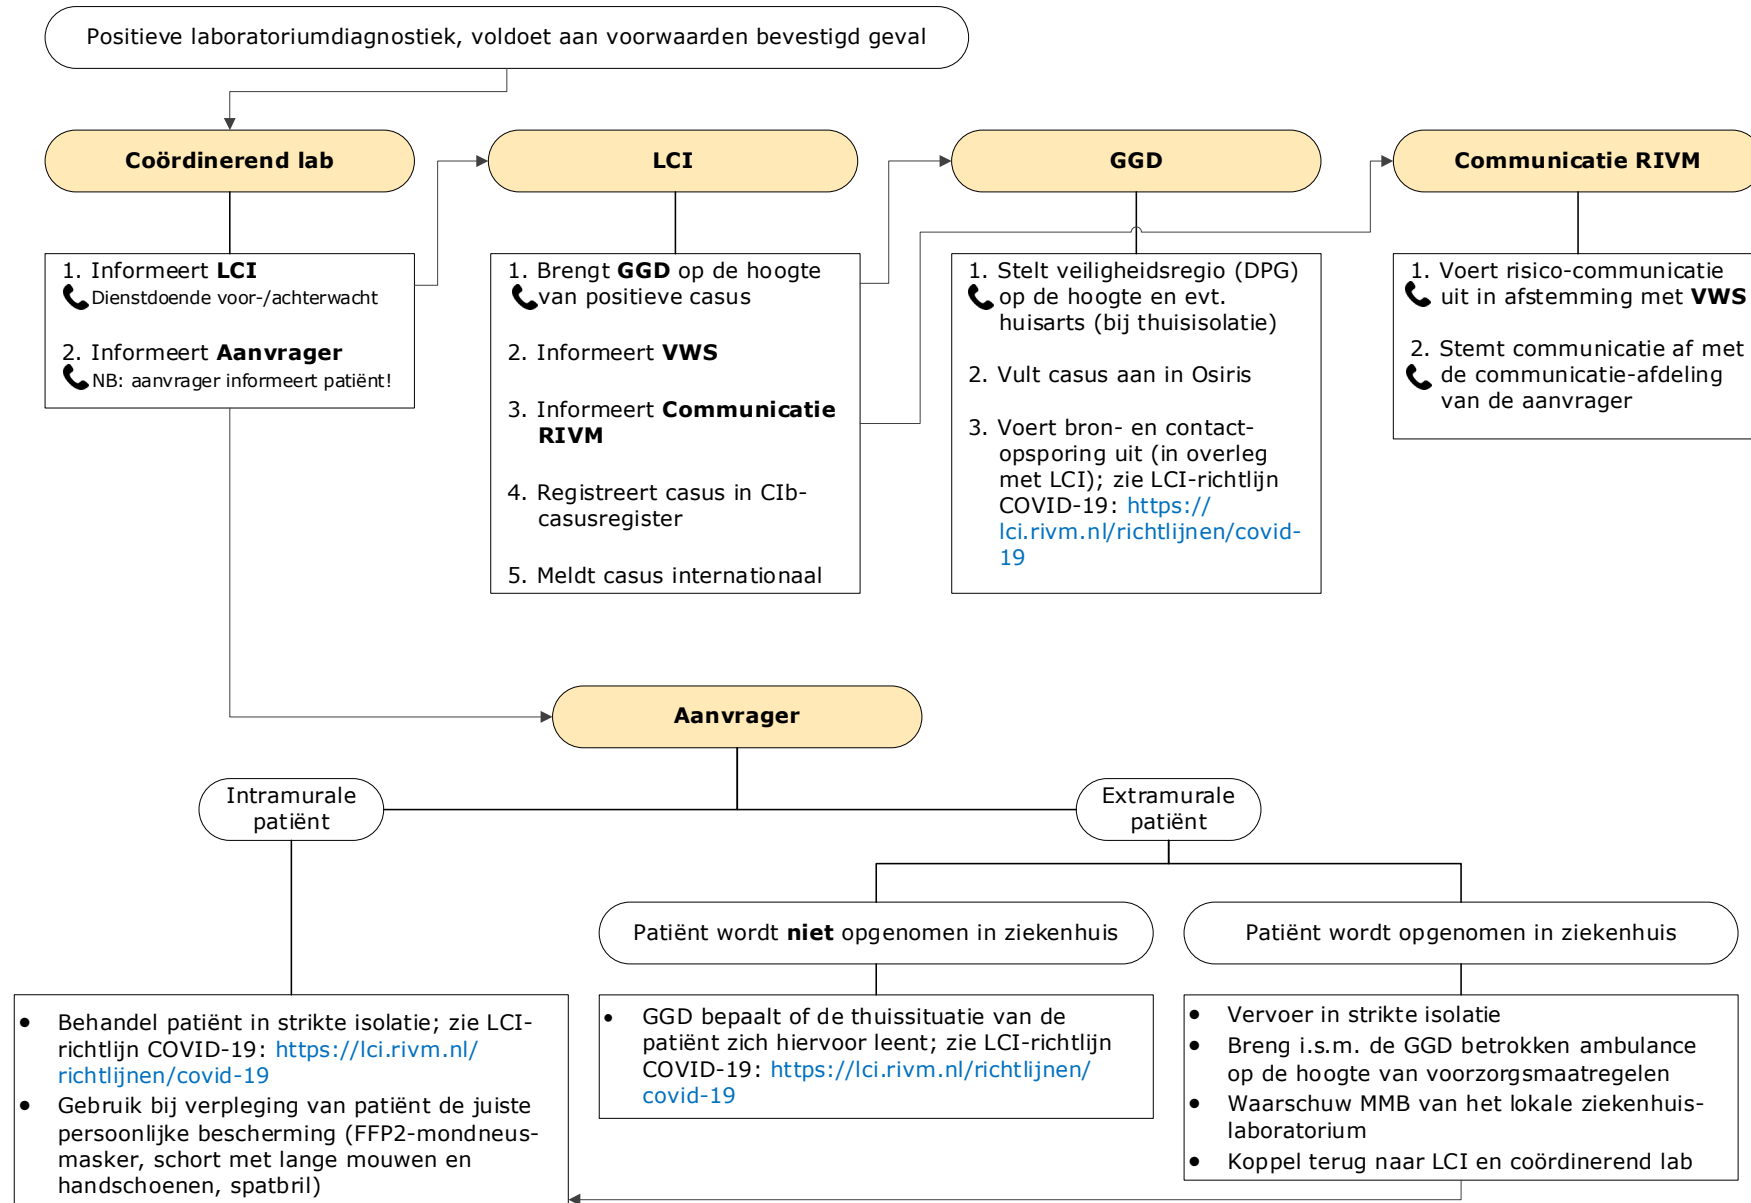 Positieve laboratoriumdiagnostiek, voldoet aan voorwaarden bevestigd geval
Coördinerend lab
1. Informeert LCI
Dienstdoende voor-/achterwacht
2. Informeert Aanvrager
NB: aanvrager informeert patiënt!
LCI
1. Brengt GGD op de hoogte
van positieve casus
2. Informeert VWS
3. Informeert Communicatie
RIVM
4. Registreert casus in CIb-
casusregister
5. Meldt casus internationaal
GGD
1. Stelt veiligheidsregio (DPG)
op de hoogte en evt.
huisarts (bij thuisisolatie)
2. Vult casus aan in Osiris
3. Voert bron- en contact-
opsporing uit (in overleg
met LCI); zie LCI-richtlijn
COVID-19: https://
lci.rivm.nl/richtlijnen/covid-
19
Communicatie RIVM
1. Voert risico-communicatie
uit in afstemming met VWS
2. Stemt communicatie af met
de communicatie-afdeling
van de aanvrager
Aanvrager
Intramurale
patiënt
Extramurale
patiënt
Patiënt wordt niet opgenomen in ziekenhuis
Patiënt wordt opgenomen in ziekenhuis
• Behandel patiënt in strikte isolatie; zie LCI-
richtlijn COVID-19: https://lci.rivm.nl/
richtlijnen/covid-19
• Gebruik bij verpleging van patiënt de juiste
persoonlijke bescherming (FFP2-mondneus-
masker, schort met lange mouwen en
handschoenen, spatbril)
• GGD bepaalt of de thuissituatie van de
patiënt zich hiervoor leent; zie LCI-richtlijn
COVID-19: https://lci.rivm.nl/richtlijnen/
covid-19
• Vervoer in strikte isolatie
• Breng i.s.m. de GGD betrokken ambulance
op de hoogte van voorzorgsmaatregelen
• Waarschuw MMB van het lokale ziekenhuis-
laboratorium
• Koppel terug naar LCI en coördinerend lab